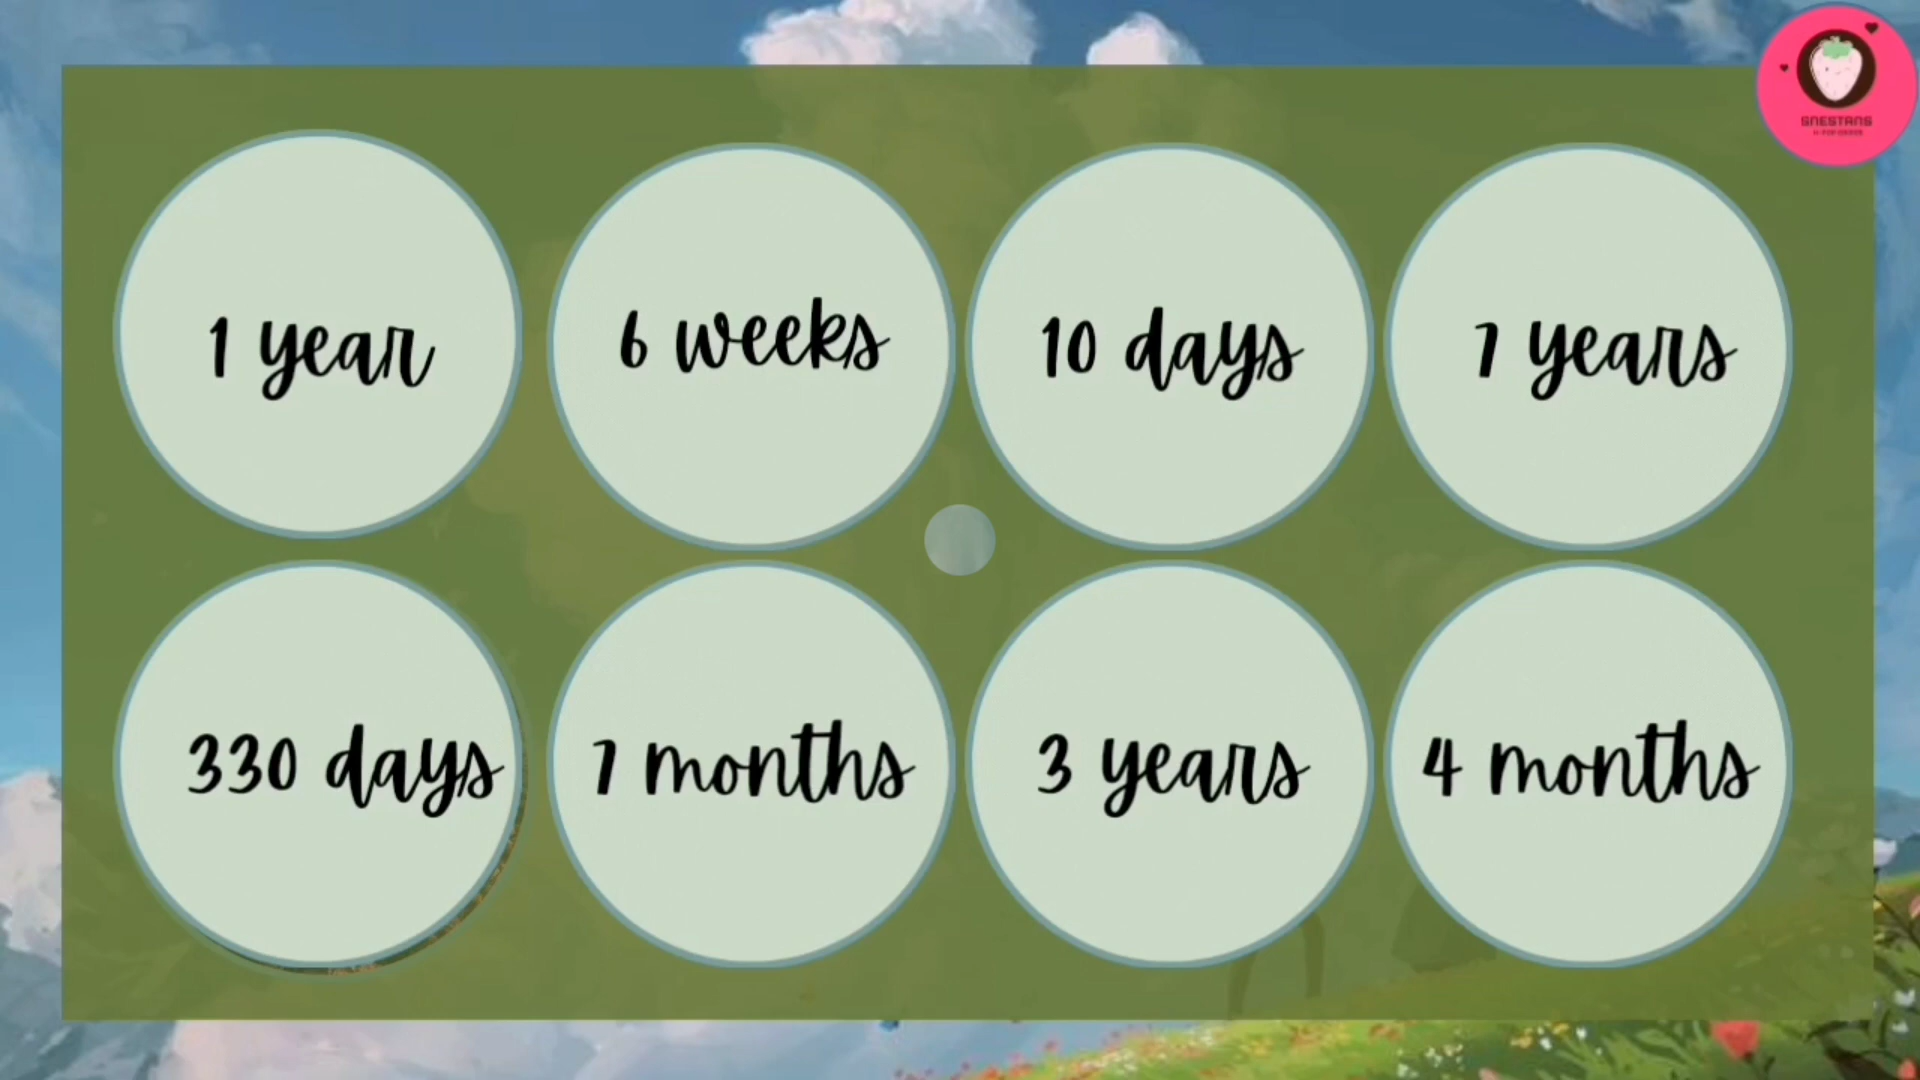 1 year
6 weeks
10 days
7 years
330 days
7 months
3 years
4 months
SNESTANS